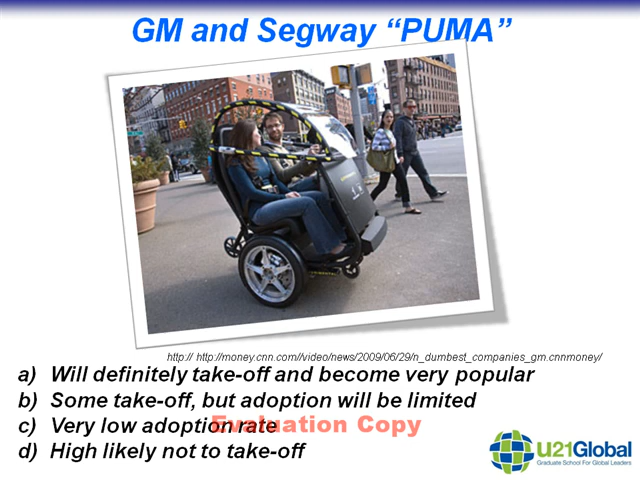 GM and Segway “PUMA”
http:// http://money.cnn.com//video/news/2009/06/29/n_dumbest_companies_gm.cnnmoney/
a) Will definitely take-off and become very popular
b) Some take-off, but adoption will be limited
c) Very low adoption rate
Evaluation Copy
d) High likely not to take-off
U21Global
Graduate School For Global Leaders